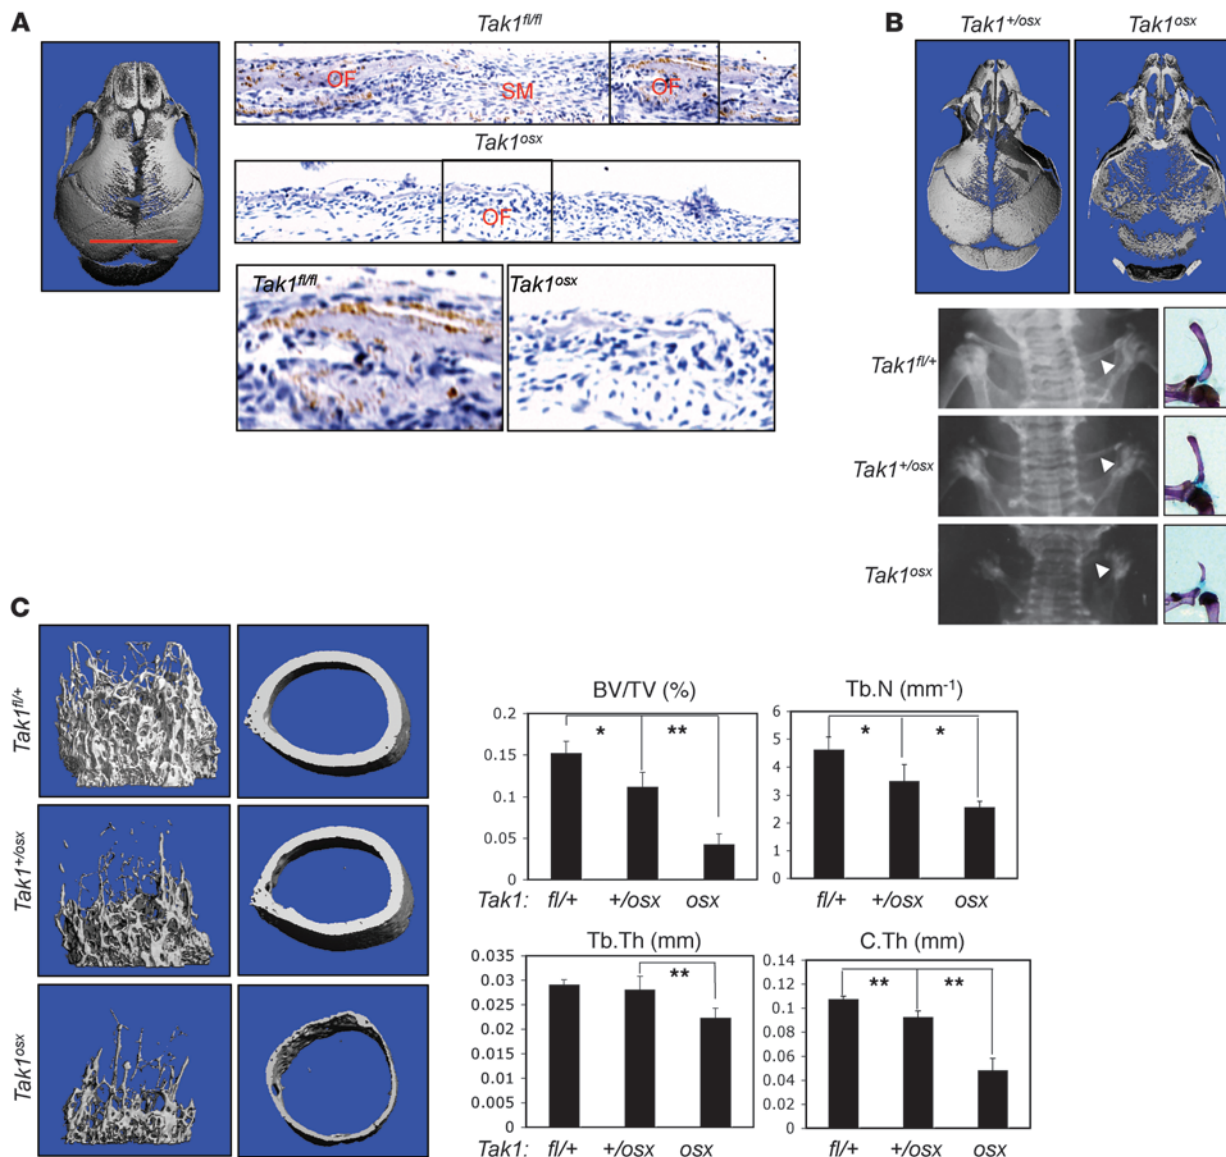 A
Tak1fl/fl
OF
SM
OF
Tak1osx
OF
Tak1fl/fl
Tak1osx
B
Tak1+/osx
Tak1osx
Tak1fl/+
Tak1+/osx
Tak1osx
C
Tak1fl/+
Tak1+/osx
Tak1osx
BV/TV (%)
0.2
0.15
0.1
0.05
0
*
**
Tak1: fl/+ +/osx osx
Tb.N (mm-1)
6
5
4
3
2
1
0
*
*
fl/+ +/osx osx
Tb.Th (mm)
0.035
0.03
0.025
0.02
0.015
0.01
0.005
0
**
Tak1: fl/+ +/osx osx
C.Th (mm)
0.14
0.12
0.1
0.08
0.06
0.04
0.02
0
**
**
fl/+ +/osx osx